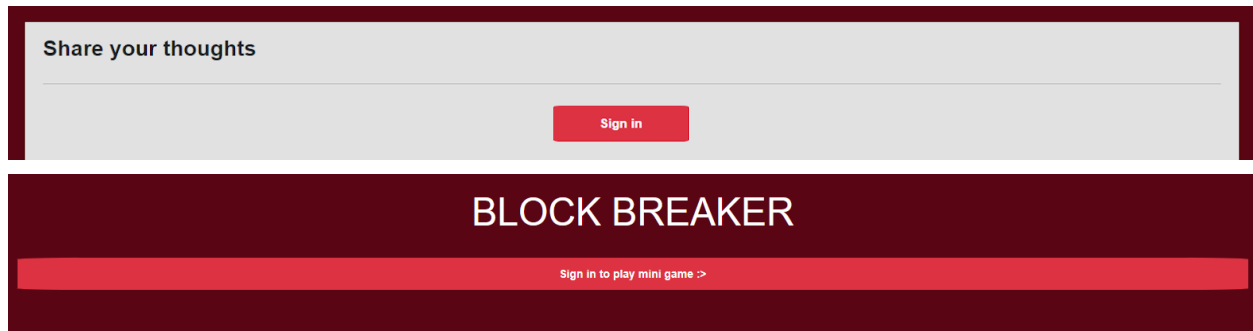 Share your thoughts
Sign in
BLOCK BREAKER
Sign in to play mini game :>